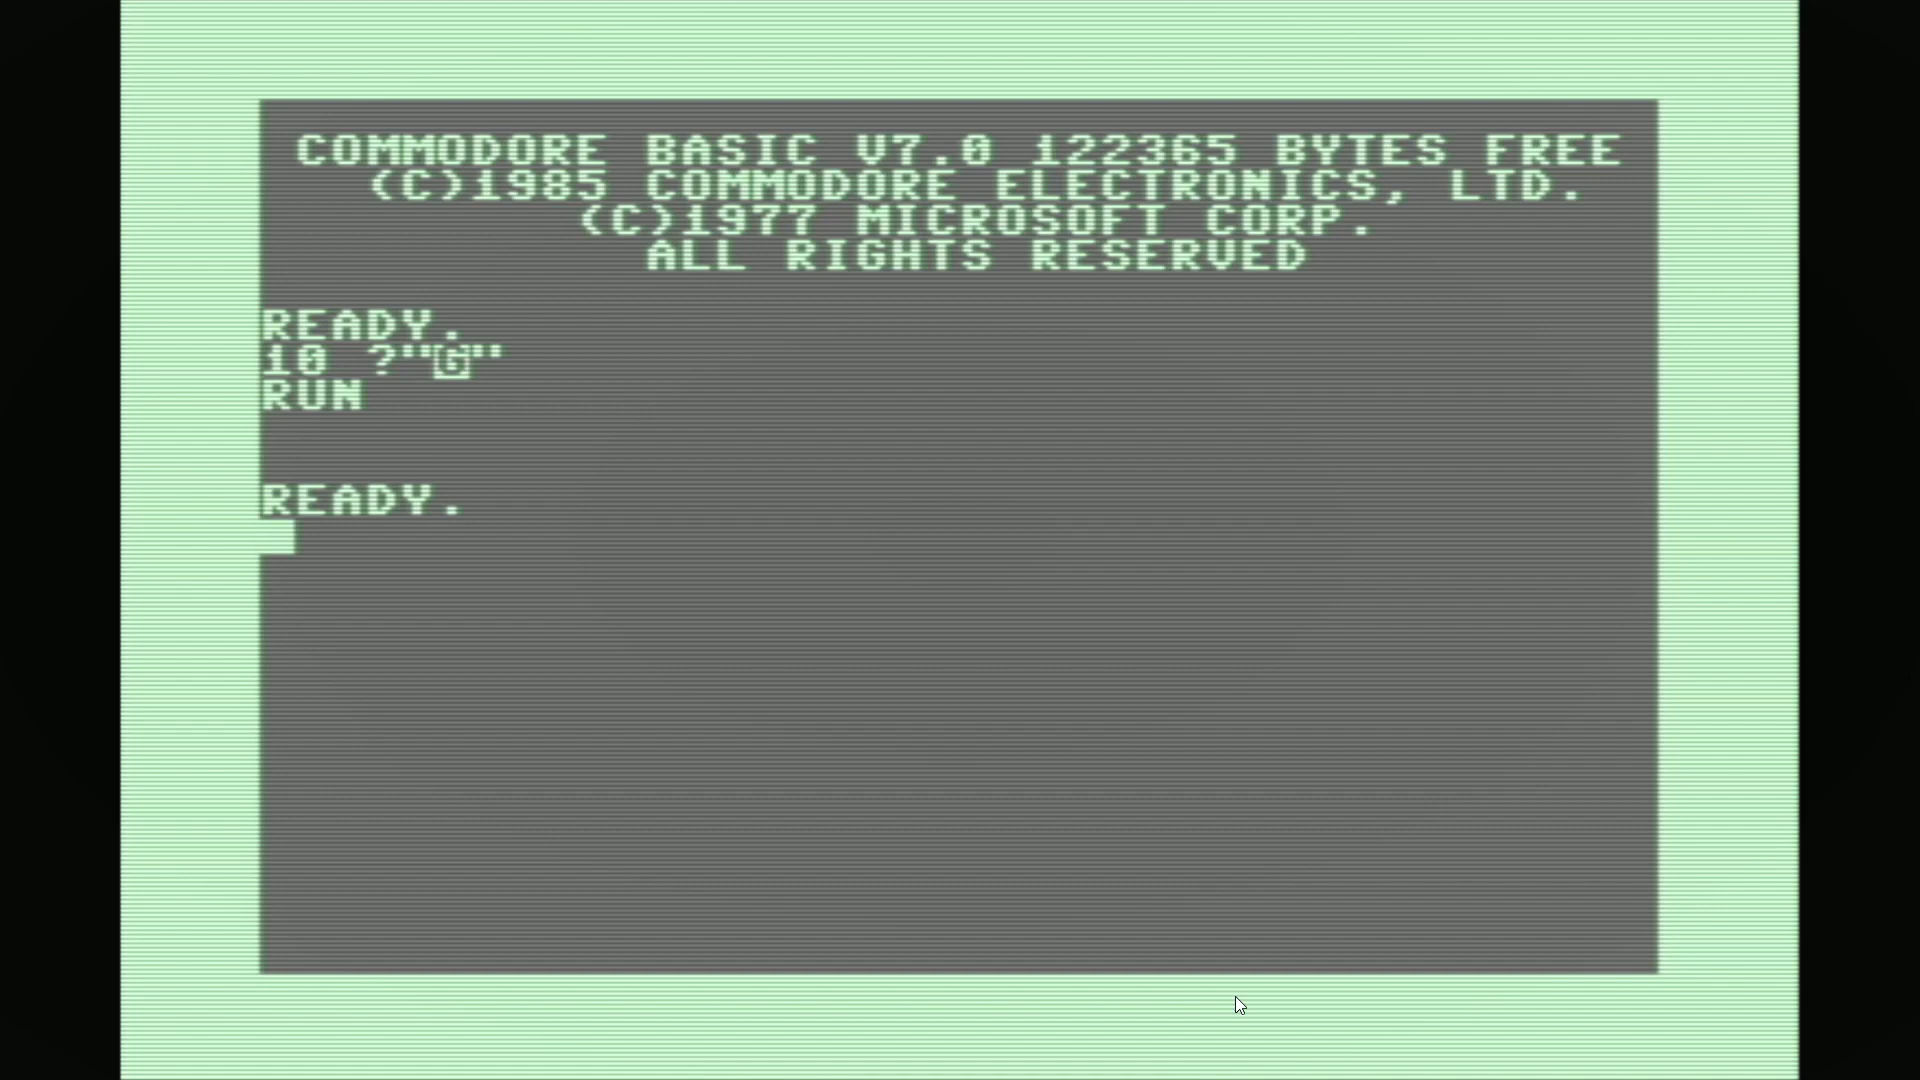 COMMODORE BASIC V7.0 122365 BYTES FREE
(C)1985 COMMODORE ELECTRONICS, LTD.
(C)1977 MICROSOFT CORP.
ALL RIGHTS RESERVED
READY.
10 ?"G"
RUN
READY.